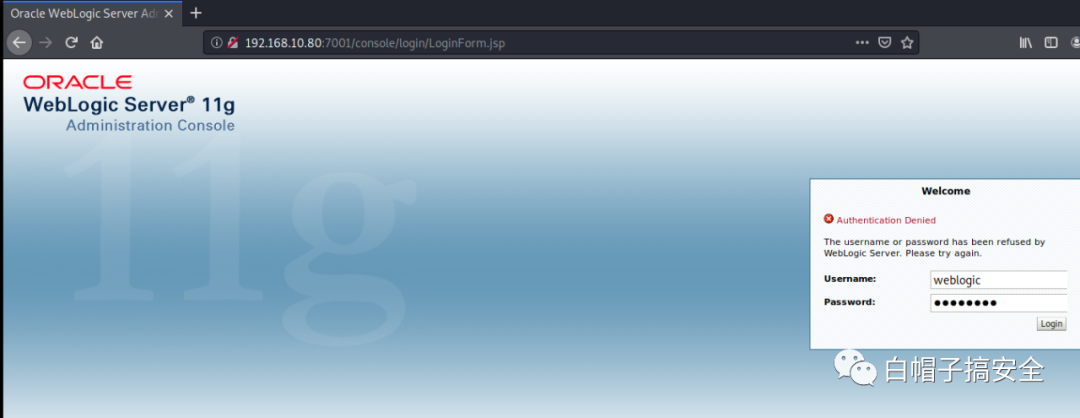 Oracle WebLogic Server Ad
192.168.10.80:7001/console/login/LoginForm.jsp
ORACLE
WebLogic Server® 11g
Administration Console
11g
Welcome
Authentication Denied
The username or password has been refused by
WebLogic Server. Please try again.
Username: weblogic
Password: ●●●●●●●●
Login
白帽子搞安全